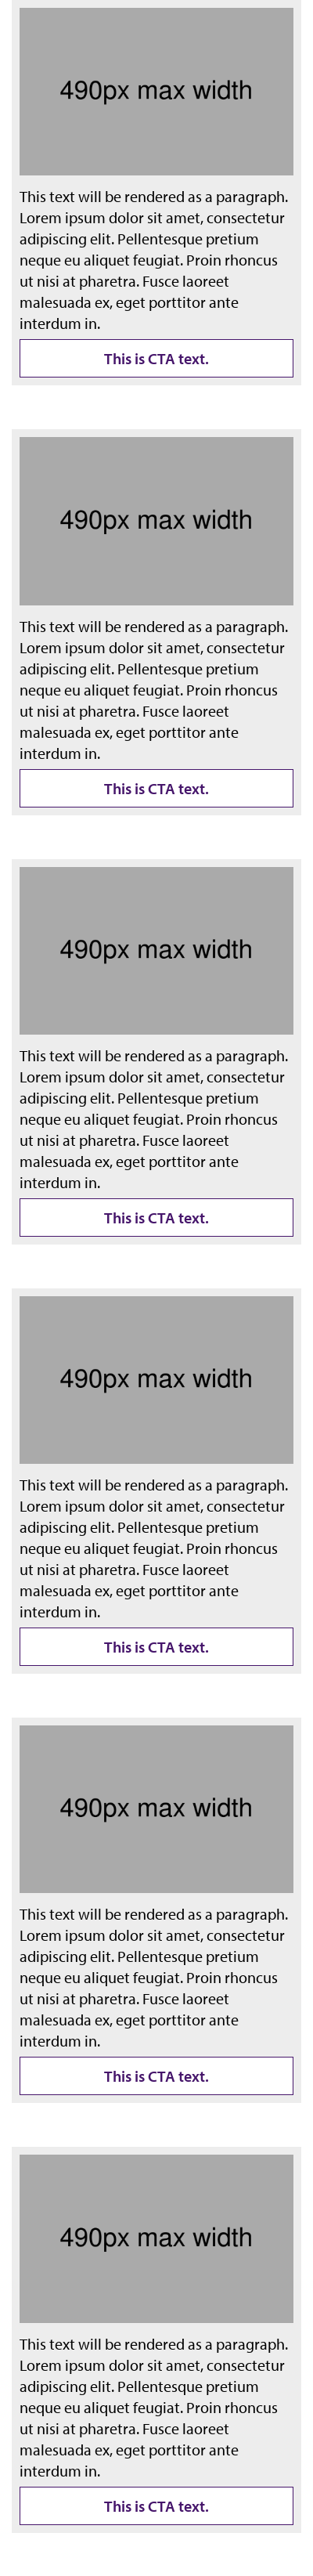 490px max width
This text will be rendered as a paragraph.
Lorem ipsum dolor sit amet, consectetur
adipiscing elit. Pellentesque pretium
neque eu aliquet feugiat. Proin rhoncus
ut nisi at pharetra. Fusce laoreet
malesuada ex, eget porttitor ante
interdum in.
This is CTA text.
490px max width
This text will be rendered as a paragraph.
Lorem ipsum dolor sit amet, consectetur
adipiscing elit. Pellentesque pretium
neque eu aliquet feugiat. Proin rhoncus
ut nisi at pharetra. Fusce laoreet
malesuada ex, eget porttitor ante
interdum in.
This is CTA text.
490px max width
This text will be rendered as a paragraph.
Lorem ipsum dolor sit amet, consectetur
adipiscing elit. Pellentesque pretium
neque eu aliquet feugiat. Proin rhoncus
ut nisi at pharetra. Fusce laoreet
malesuada ex, eget porttitor ante
interdum in.
This is CTA text.
490px max width
This text will be rendered as a paragraph.
Lorem ipsum dolor sit amet, consectetur
adipiscing elit. Pellentesque pretium
neque eu aliquet feugiat. Proin rhoncus
ut nisi at pharetra. Fusce laoreet
malesuada ex, eget porttitor ante
interdum in.
This is CTA text.
490px max width
This text will be rendered as a paragraph.
Lorem ipsum dolor sit amet, consectetur
adipiscing elit. Pellentesque pretium
neque eu aliquet feugiat. Proin rhoncus
ut nisi at pharetra. Fusce laoreet
malesuada ex, eget porttitor ante
interdum in.
This is CTA text.
490px max width
This text will be rendered as a paragraph.
Lorem ipsum dolor sit amet, consectetur
adipiscing elit. Pellentesque pretium
neque eu aliquet feugiat. Proin rhoncus
ut nisi at pharetra. Fusce laoreet
malesuada ex, eget porttitor ante
interdum in.
This is CTA text.